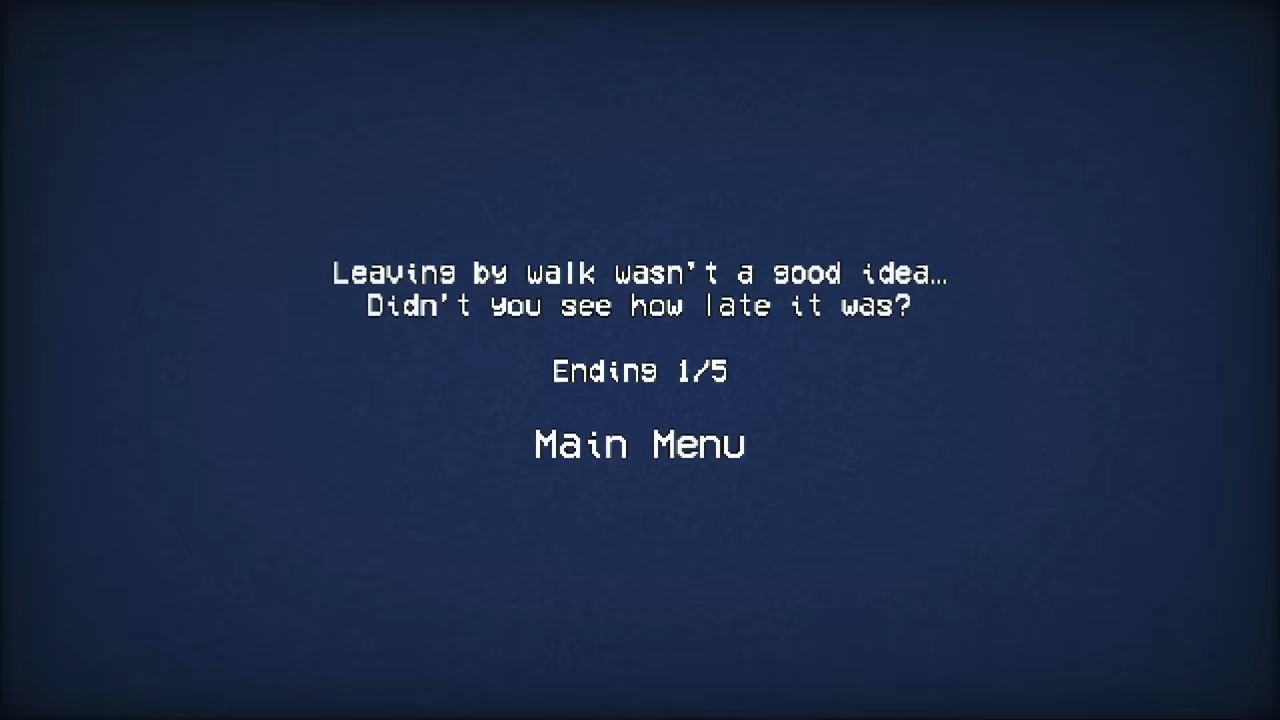 Leaving by walk wasn't a good idea...
Didn't you see how late it was?
Ending 1/5
Main Menu